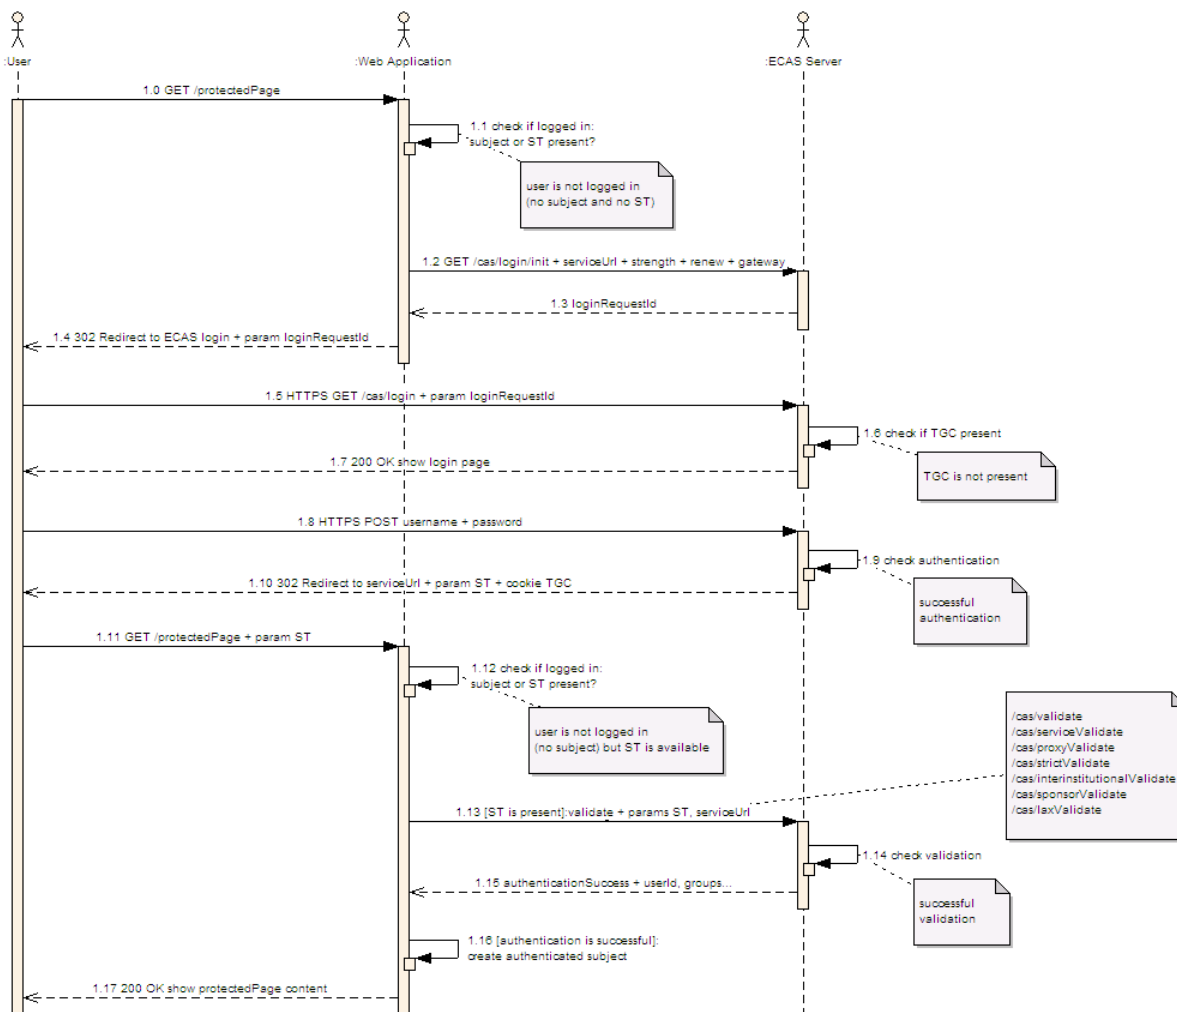 :User
:Web Application
:ECAS Server
1.0 GET /protectedPage
1.1 check if logged in:
subject or ST present?
user is not logged in
(no subject and no ST)
1.2 GET /cas/login/init + serviceUrl + strength + renew + gateway
1.3 loginRequestId
1.4 302 Redirect to ECAS login + param loginRequestId
1.5 HTTPS GET /cas/login + param loginRequestId
1.6 check if TGC present
1.7 200 OK show login page
TGC is not present
1.8 HTTPS POST username + password
1.9 check authentication
1.10 302 Redirect to serviceUrl + param ST + cookie TGC
successful
authentication
1.11 GET /protectedPage + param ST
1.12 check if logged in:
subject or ST present?
user is not logged in
(no subject) but ST is available
/cas/validate
/cas/serviceValidate
/cas/proxyValidate
/cas/strictValidate
/cas/interinstitutionalValidate
/cas/sponsorValidate
/cas/laxValidate
1.13 [ST is present]:validate + params ST, serviceUrl
1.14 check validation
1.15 authenticationSuccess + userId, groups...
successful
validation
1.16 [authentication is successful]:
create authenticated subject
1.17 200 OK show protectedPage content